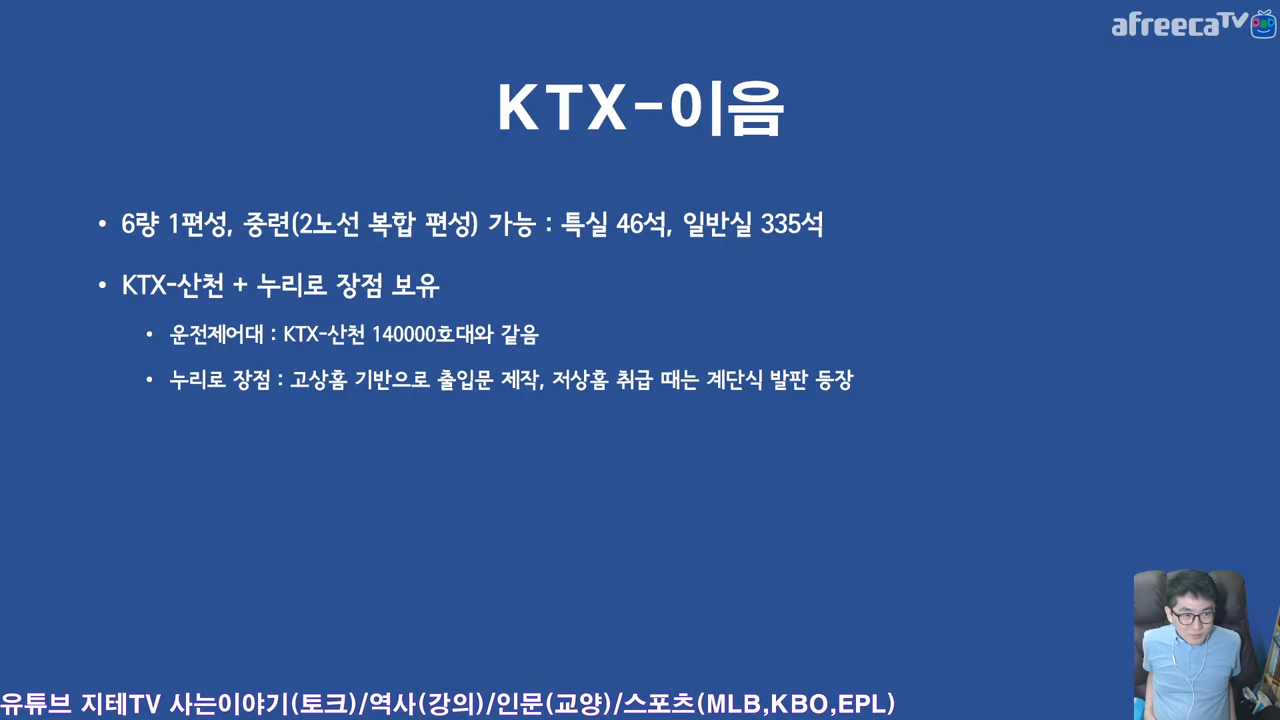 afreecaTV
KTX-이음
• 6량 1편성, 중련(2노선 복합 편성) 가능 : 특실 46석, 일반실 335석
• KTX-산천 + 누리로 장점 보유
• 운전제어대 : KTX-산천 140000호대와 같음
• 누리로 장점 : 고상홈 기반으로 출입문 제작, 저상홈 취급 때는 계단식 발판 등장
유튜브 지테TV 사는이야기(토크)/역사(강의)/인문(교양)/스포츠(MLB,KBO,EPL)